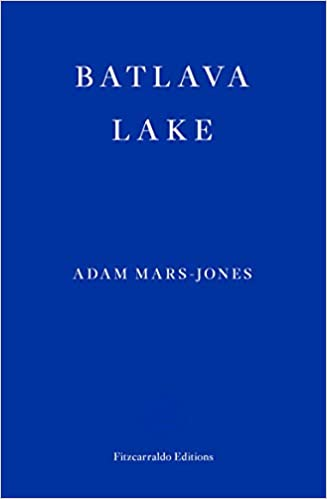 BATLAVA
LAKE
ADAM MARS-JONES
Fitzcarraldo Editions